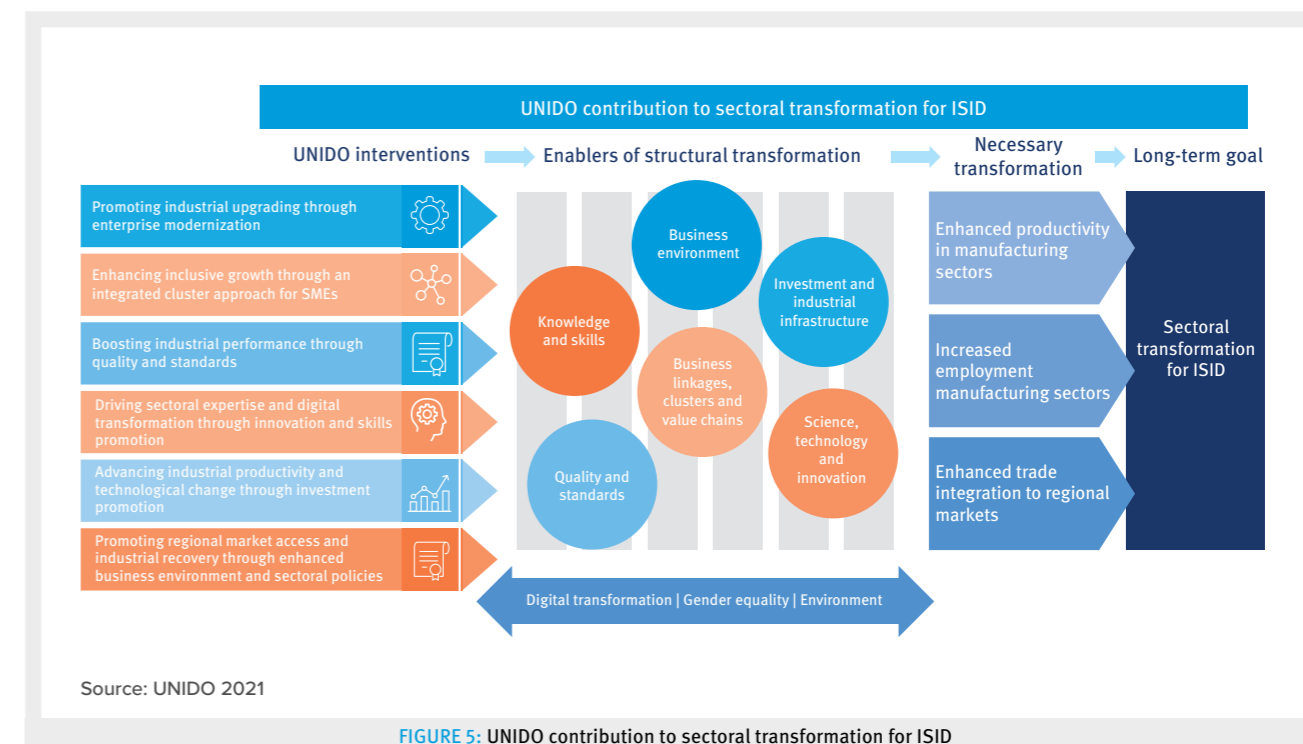 UNIDO contribution to sectoral transformation for ISID
UNIDO interventions
Enablers of structural transformation
Necessary
transformation
Long-term goal
Promoting industrial upgrading through
enterprise modernization
Enhancing inclusive growth through an
integrated cluster approach for SMEs
Boosting industrial performance through
quality and standards
Driving sectoral expertise and digital
transformation through innovation and skills
promotion
Advancing industrial productivity and
technological change through investment
promotion
Promoting regional market access and
industrial recovery through enhanced
business environment and sectoral policies
Business
environment
Investment and
industrial
infrastructure
Knowledge
and skills
Business
linkages,
clusters and
value chains
Science,
technology
and
innovation
Quality and
standards
Digital transformation | Gender equality | Environment
Enhanced productivity
in manufacturing
sectors
Increased
employment
manufacturing sectors
Enhanced trade
integration to regional
markets
Sectoral
transformation
for ISID
Source: UNIDO 2021
FIGURE 5: UNIDO contribution to sectoral transformation for ISID